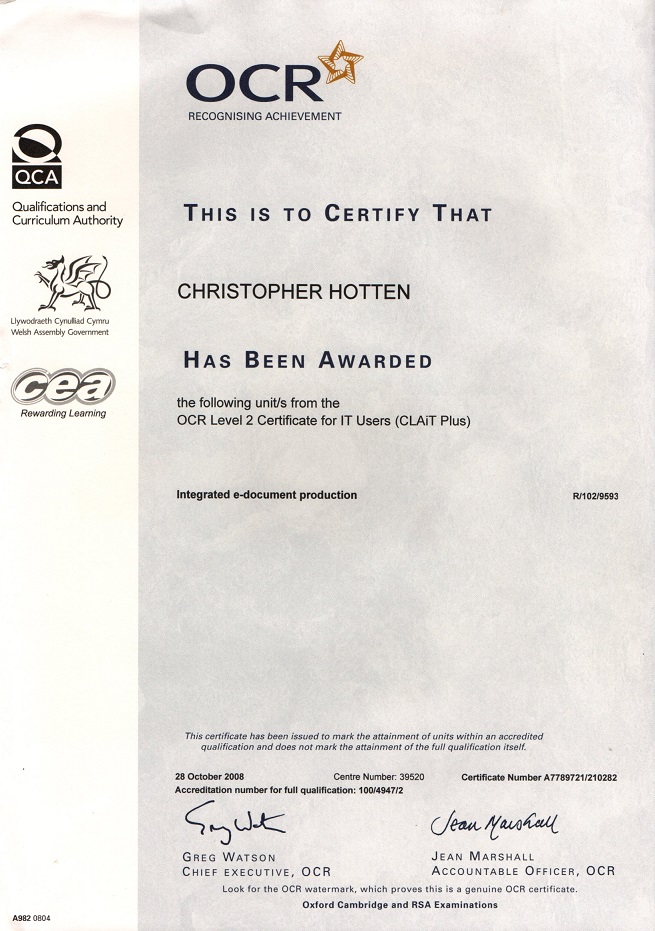 OCR
RECOGNISING ACHIEVEMENT
QCA
Qualifications and
Curriculum Authority
Llywodraeth Cynulliad Cymru
Welsh Assembly Government
cea
Rewarding Learning
THIS IS TO CERTIFY THAT
CHRISTOPHER HOTTEN
HAS BEEN AWARDED
the following unit/s from the
OCR Level 2 Certificate for IT Users (CLAiT Plus)
Integrated e-document production R/102/9593
This certificate has been issued to mark the attainment of units within an accredited
qualification and does not mark the attainment of the full qualification itself.
28 October 2008 Centre Number: 39520 Certificate Number A7789721/210282
Accreditation number for full qualification: 100/4947/2
Greg Watson Jean Marshall
GREG WATSON JEAN MARSHALL
CHIEF EXECUTIVE, OCR ACCOUNTABLE OFFICER, OCR
Look for the OCR watermark, which proves this is a genuine OCR certificate.
Oxford Cambridge and RSA Examinations
A982 0804